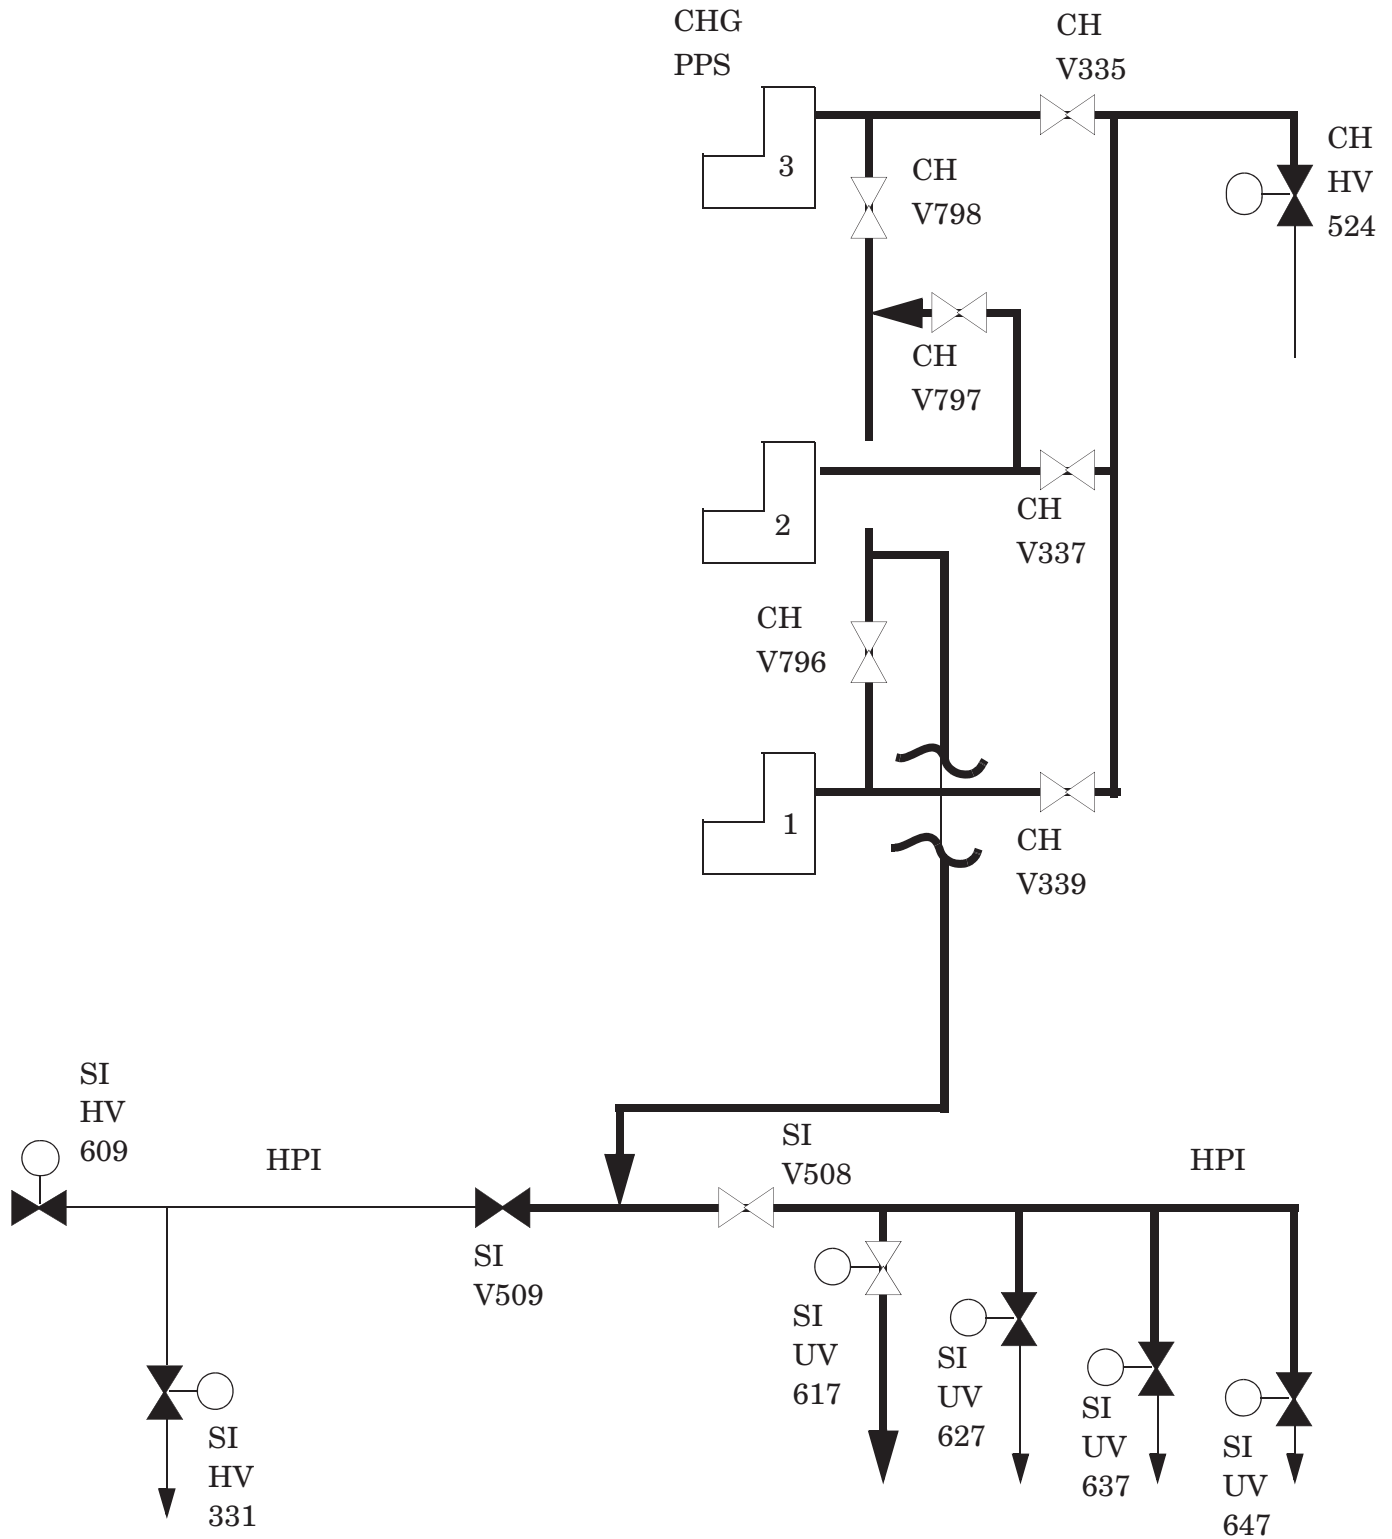 CHG
PPS
CH
V335
3
CH
HV
524
CH
V798
CH
V797
2
CH
V337
CH
V796
1
CH
V339
SI
HV
609
HPI
SI
V508
HPI
SI
V509
SI
UV
617
SI
UV
627
SI
UV
637
SI
UV
647
SI
HV
331